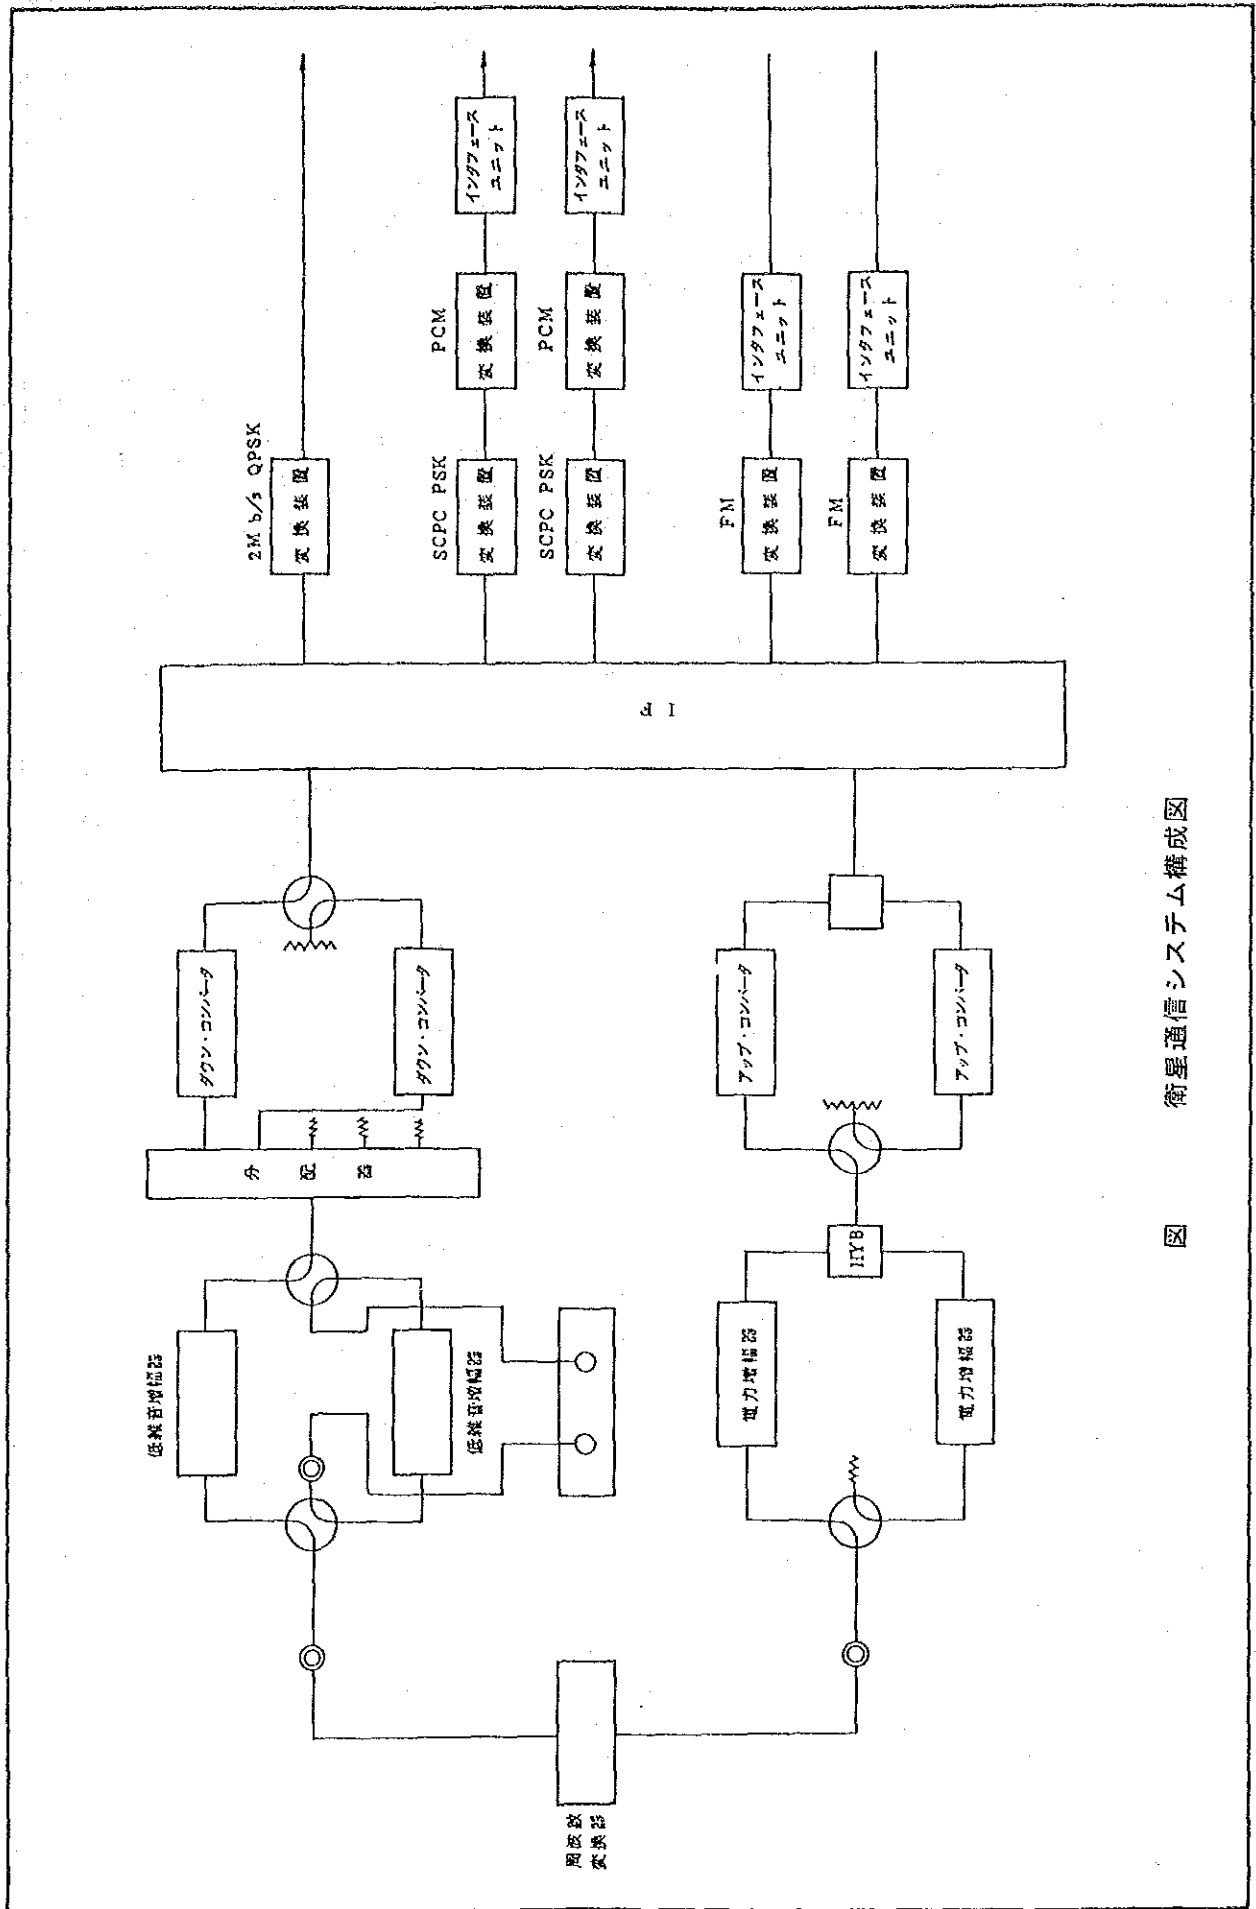 2M b/s QPSK
変換装置
SCPC PSK
変換装置
PCM
変換装置
インタフェース
ユニット
SCPC PSK
変換装置
PCM
変換装置
インタフェース
ユニット
FM
変換装置
インタフェース
ユニット
FM
変換装置
インタフェース
ユニット
IF
ダウン・コンバータ
ダウン・コンバータ
アップ・コンバータ
アップ・コンバータ
分配器
低雑音増幅器
低雑音増幅器
HYB
電力増幅器
電力増幅器
周波数
変換器
図 衛星通信システム構成図